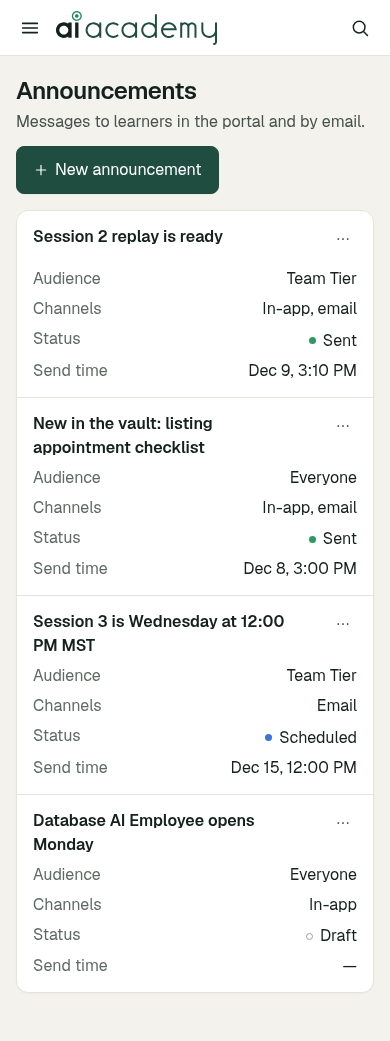 ai academy
Announcements
Messages to learners in the portal and by email.
+ New announcement
Session 2 replay is ready ...
Audience Team Tier
Channels In-app, email
Status Sent
Send time Dec 9, 3:10 PM
New in the vault: listing ...
appointment checklist
Audience Everyone
Channels In-app, email
Status Sent
Send time Dec 8, 3:00 PM
Session 3 is Wednesday at 12:00 ...
PM MST
Audience Team Tier
Channels Email
Status Scheduled
Send time Dec 15, 12:00 PM
Database AI Employee opens ...
Monday
Audience Everyone
Channels In-app
Status Draft
Send time —